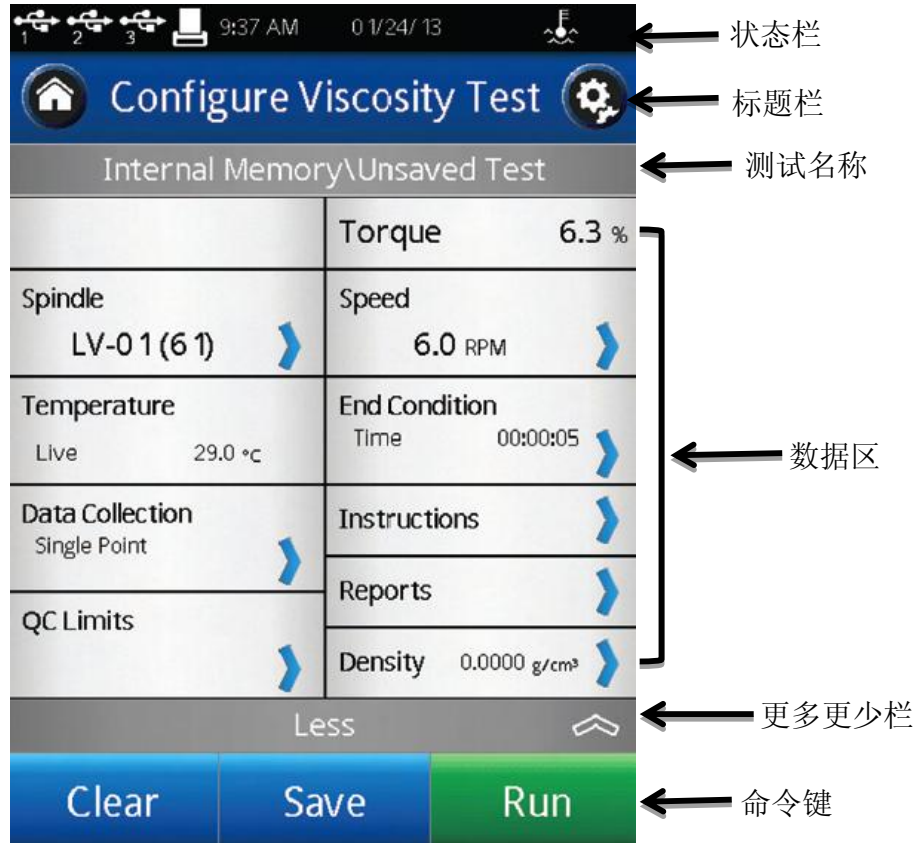 1 2 3 9:37 AM 01/24/13 状态栏
Configure Viscosity Test 标题栏
Internal Memory\Unsaved Test 测试名称
Torque 6.3 %
Spindle
LV-01(61)
Speed
6.0 RPM
Temperature
Live 29.0 °C
End Condition
Time 00:00:05
数据区
Data Collection
Single Point
Instructions
Reports
QC Limits
Density 0.0000 g/cm³
Less 更多更少栏
Clear Save Run 命令键